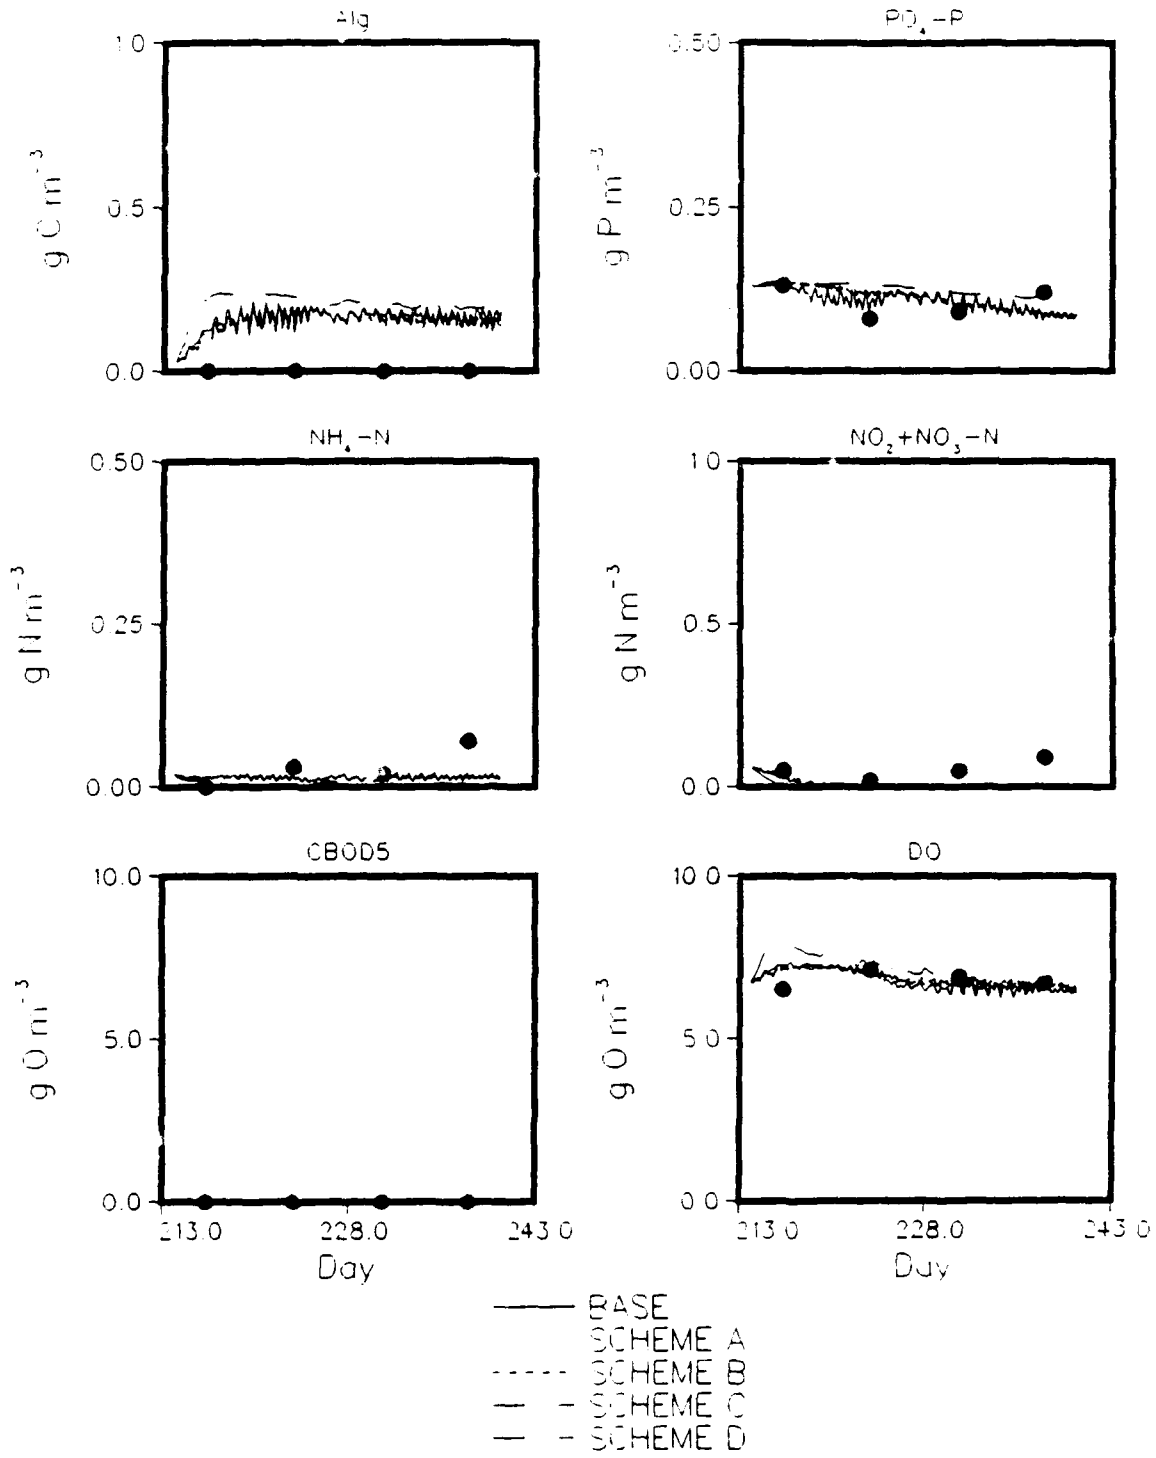 Alg
PO4-P
1.0
0.5
0.0
g C m-3
0.50
0.25
0.00
g P m-3
NH4-N
NO2+NO3-N
0.50
0.25
0.00
g N m-3
1.0
0.5
0.0
g N m-3
CBOD5
DO
10.0
5.0
0.0
g O m-3
10.0
5.0
0.0
g O m-3
213.0 228.0 243.0
Day
213.0 228.0 243.0
Day
BASE
SCHEME A
SCHEME B
SCHEME C
SCHEME D